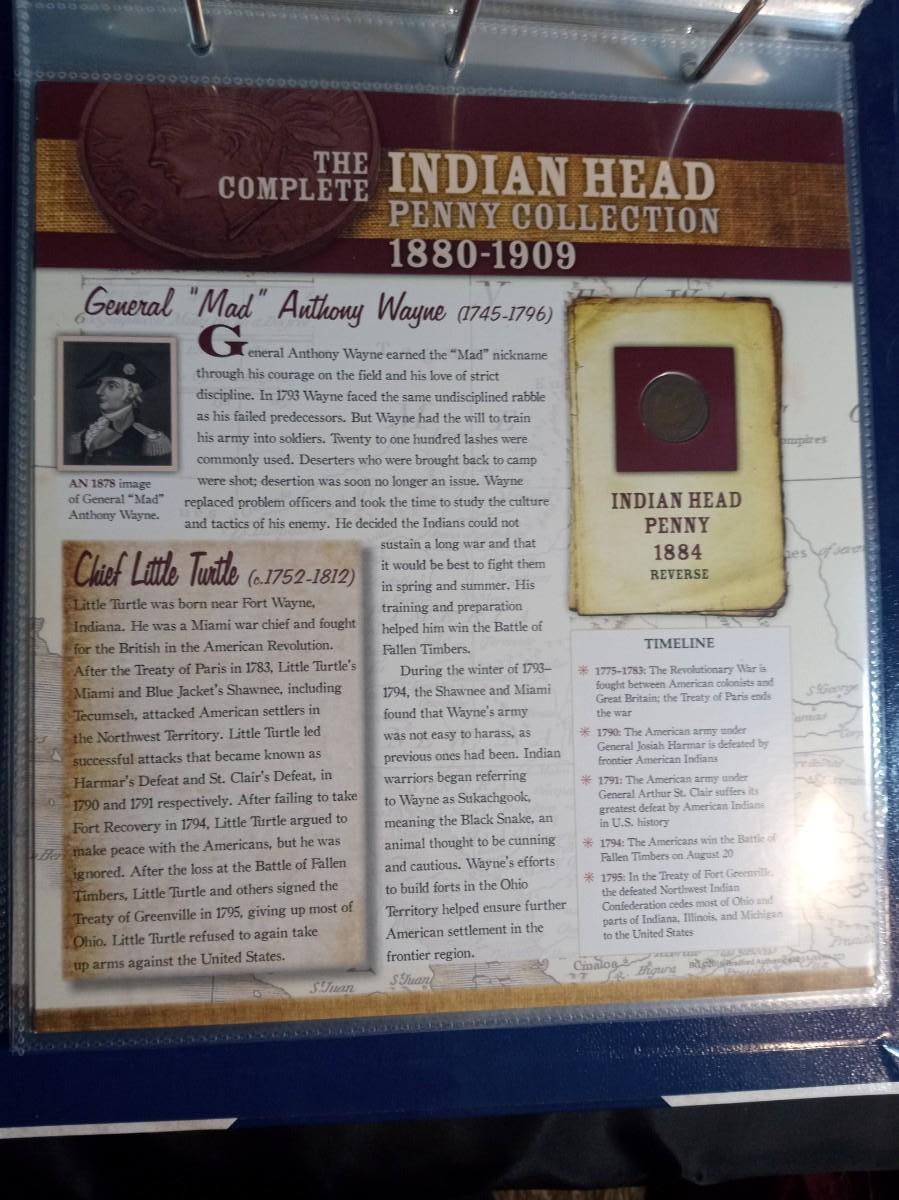 THE
COMPLETE
INDIAN HEAD
PENNY COLLECTION
1880-1909
General "Mad" Anthony Wayne (1745-1796)
General Anthony Wayne earned the "Mad" nickname
through his courage on the field and his love of strict
discipline. In 1793 Wayne faced the same undisciplined rabble
as his failed predecessors. But Wayne had the will to train
his army into soldiers. Twenty to one hundred lashes were
commonly used. Deserters who were brought back to camp
were shot; desertion was soon no longer an issue. Wayne
replaced problem officers and took the time to study the culture
and tactics of his enemy. He decided the Indians could not
sustain a long war and that
it would be best to fight them
in spring and summer. His
training and preparation
helped him win the Battle of
Fallen Timbers.
During the winter of 1793–
1794, the Shawnee and Miami
found that Wayne's army
was not easy to harass, as
previous ones had been. Indian
warriors began referring
to Wayne as Sukachgook,
meaning the Black Snake, an
animal thought to be cunning
and cautious. Wayne's efforts
to build forts in the Ohio
Territory helped ensure further
American settlement in the
frontier region.
AN 1878 image
of General "Mad"
Anthony Wayne.
Chief Little Turtle (c.1752-1812)
Little Turtle was born near Fort Wayne,
Indiana. He was a Miami war chief and fought
for the British in the American Revolution.
After the Treaty of Paris in 1783, Little Turtle's
Miami and Blue Jacket's Shawnee, including
Tecumseh, attacked American settlers in
the Northwest Territory. Little Turtle led
successful attacks that became known as
Harmar's Defeat and St. Clair's Defeat, in
1790 and 1791 respectively. After failing to take
Fort Recovery in 1794, Little Turtle argued to
make peace with the Americans, but he was
ignored. After the loss at the Battle of Fallen
Timbers, Little Turtle and others signed the
Treaty of Greenville in 1795, giving up most of
Ohio. Little Turtle refused to again take
up arms against the United States.
INDIAN HEAD
PENNY
1884
REVERSE
TIMELINE
1775-1783: The Revolutionary War is
fought between American colonists and
Great Britain; the Treaty of Paris ends
the war
1790: The American army under
General Josiah Harmar is defeated by
frontier American Indians
1791: The American army under
General Arthur St. Clair suffers its
greatest defeat by American Indians
in U.S. history
1794: The Americans win the Battle of
Fallen Timbers on August 20
1795: In the Treaty of Fort Greenville,
the defeated Northwest Indian
Confederation cedes most of Ohio and
parts of Indiana, Illinois, and Michigan
to the United States
St George
Cinaloa
Figura
St Juan
St Juan